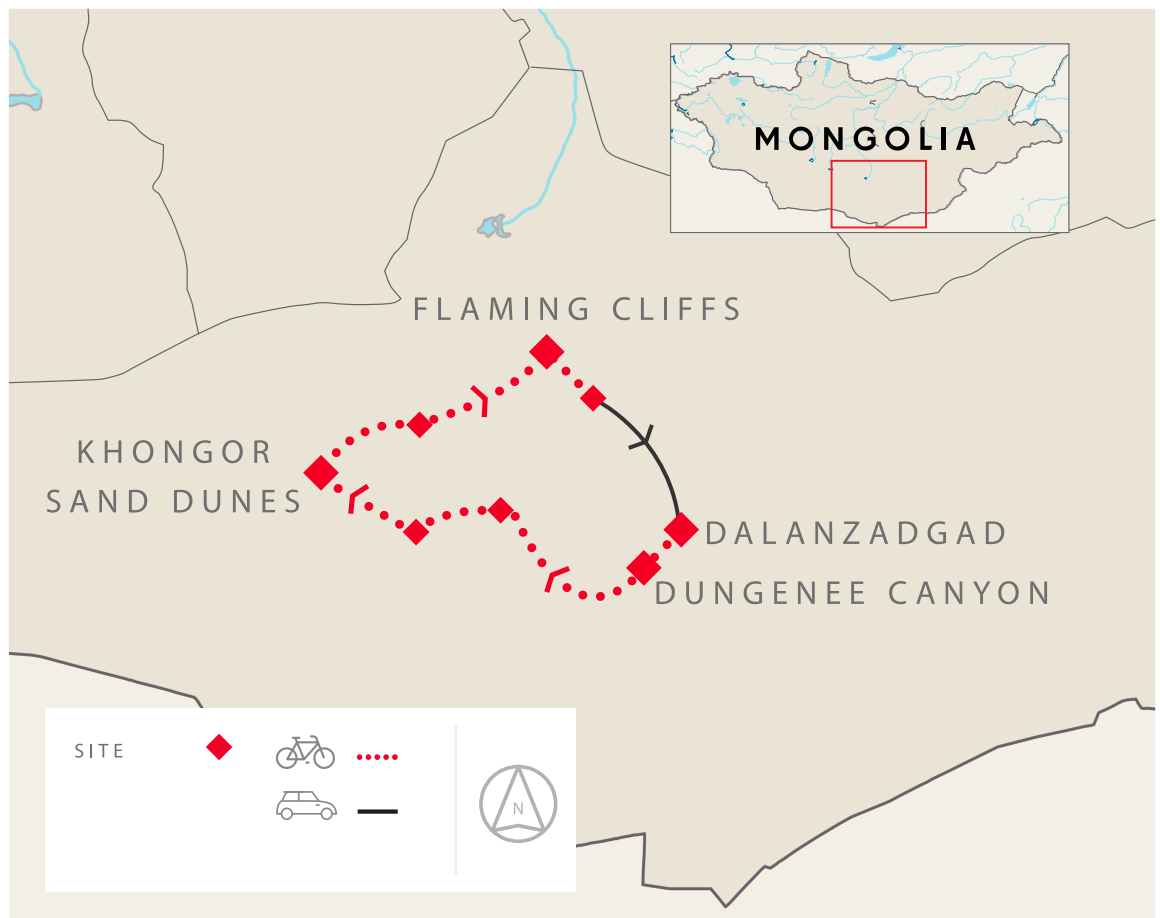 MONGOLIA
FLAMING CLIFFS
KHONGOR
SAND DUNES
DALANZADGAD
DUNGENEE CANYON
SITE
N